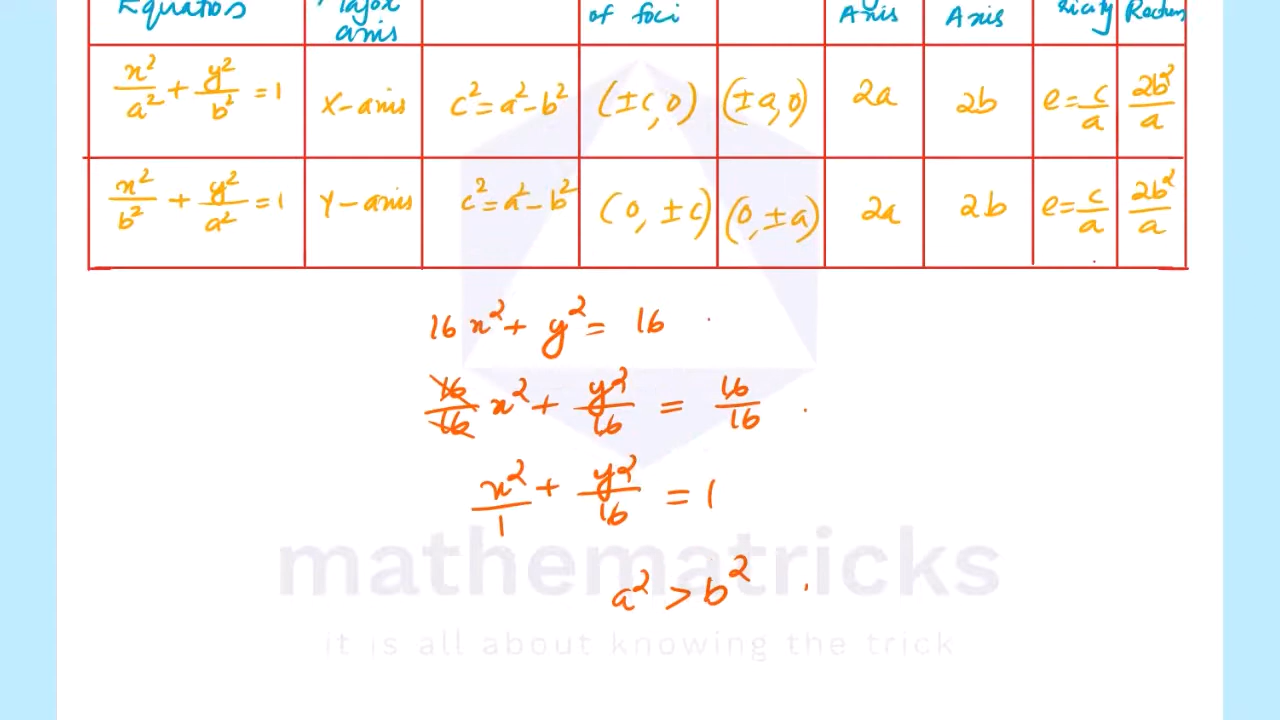 Equation Major axis of foci Axis Axis Rectum
x²/a² + y²/b² = 1 X-axis c² = a² - b² (±c, 0) (±a, 0) 2a 2b e = c/a 2b²/a
x²/b² + y²/a² = 1 Y-axis c² = a² - b² (0, ±c) (0, ±a) 2a 2b e = c/a 2b²/a
16x² + y² = 16
16/16 x² + y²/16 = 16/16
x²/1 + y²/16 = 1
mathematricks
a² > b²
it is all about knowing the trick